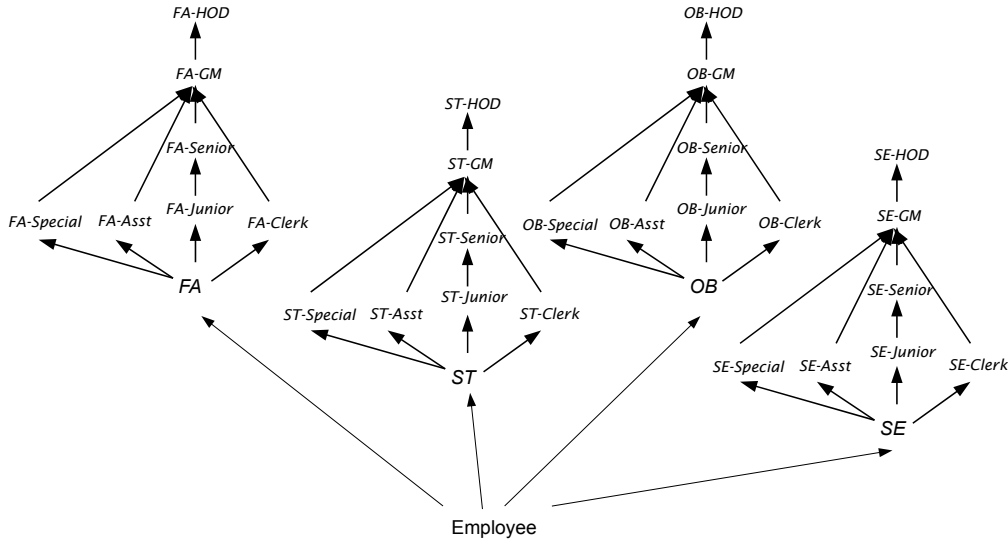 FA-HOD
FA-GM
FA-Senior
FA-Special
FA-Asst
FA-Junior
FA-Clerk
FA
ST-HOD
ST-GM
ST-Senior
ST-Special
ST-Asst
ST-Junior
ST-Clerk
ST
OB-HOD
OB-GM
OB-Senior
OB-Special
OB-Asst
OB-Junior
OB-Clerk
OB
SE-HOD
SE-GM
SE-Senior
SE-Special
SE-Asst
SE-Junior
SE-Clerk
SE
Employee